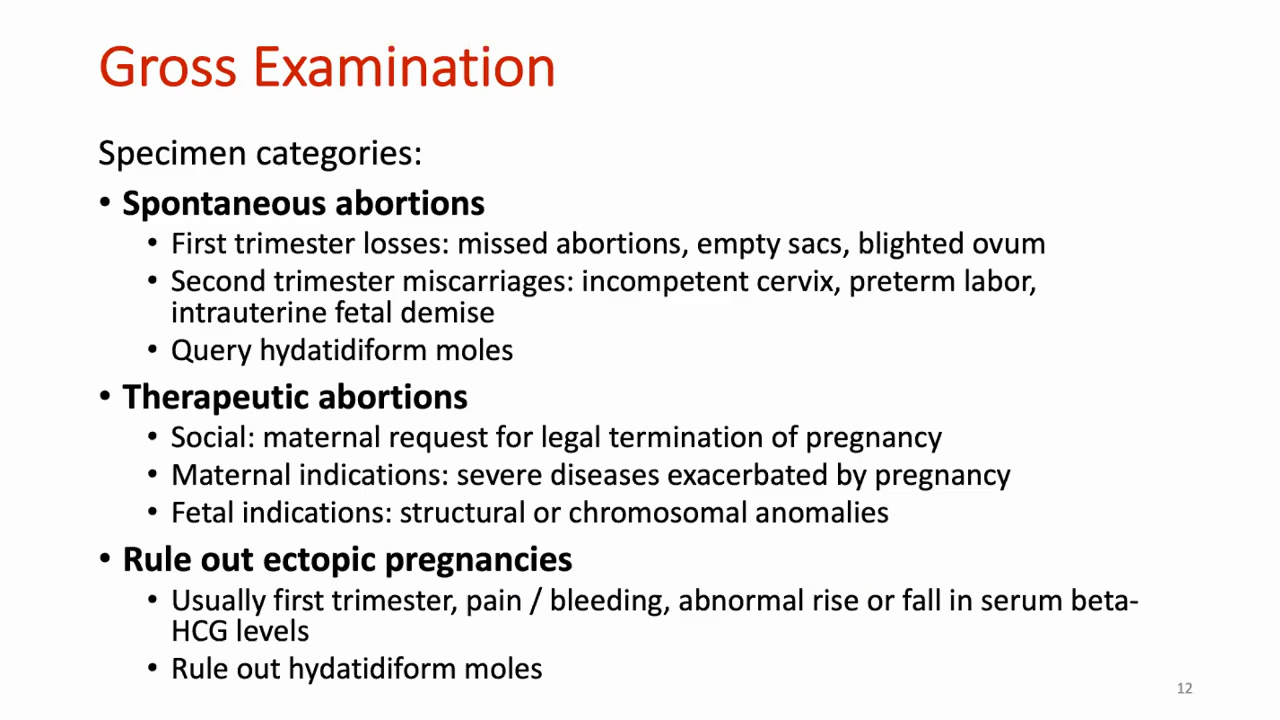 Gross Examination
Specimen categories:
• Spontaneous abortions
• First trimester losses: missed abortions, empty sacs, blighted ovum
• Second trimester miscarriages: incompetent cervix, preterm labor,
intrauterine fetal demise
• Query hydatidiform moles
• Therapeutic abortions
• Social: maternal request for legal termination of pregnancy
• Maternal indications: severe diseases exacerbated by pregnancy
• Fetal indications: structural or chromosomal anomalies
• Rule out ectopic pregnancies
• Usually first trimester, pain / bleeding, abnormal rise or fall in serum beta-
HCG levels
• Rule out hydatidiform moles
12